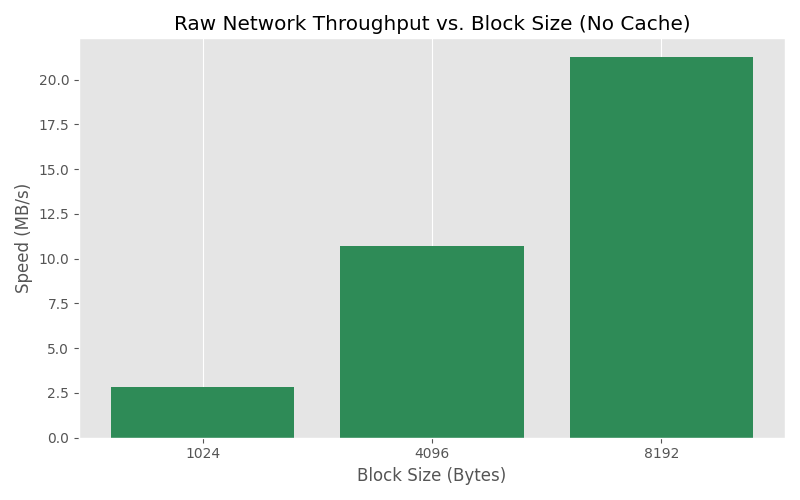 Raw Network Throughput vs. Block Size (No Cache)
20.0
17.5
15.0
12.5
10.0
7.5
5.0
2.5
0.0
Speed (MB/s)
1024 4096 8192
Block Size (Bytes)